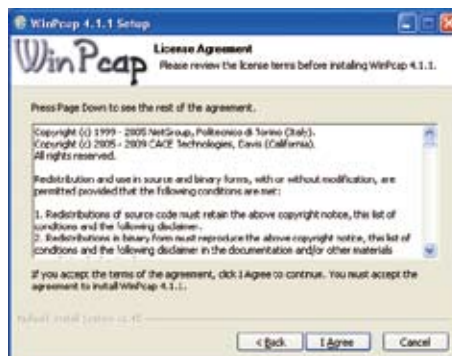 WinPcap 4.1.1 Setup
WinPcap
License Agreement
Please review the license terms before installing WinPcap 4.1.1.
Press Page Down to see the rest of the agreement.
Copyright (c) 1999 - 2005 NetGroup, Politecnico di Torino (Italy).
Copyright (c) 2005 - 2009 CACE Technologies, Davis (California).
All rights reserved.
Redistribution and use in source and binary forms, with or without modification, are
permitted provided that the following conditions are met:
1. Redistributions of source code must retain the above copyright notice, this list of
conditions and the following disclaimer.
2. Redistributions in binary form must reproduce the above copyright notice, this list of
conditions and the following disclaimer in the documentation and/or other materials
If you accept the terms of the agreement, click I Agree to continue. You must accept the
agreement to install WinPcap 4.1.1.
Nullsoft Install System
< Back
I Agree
Cancel